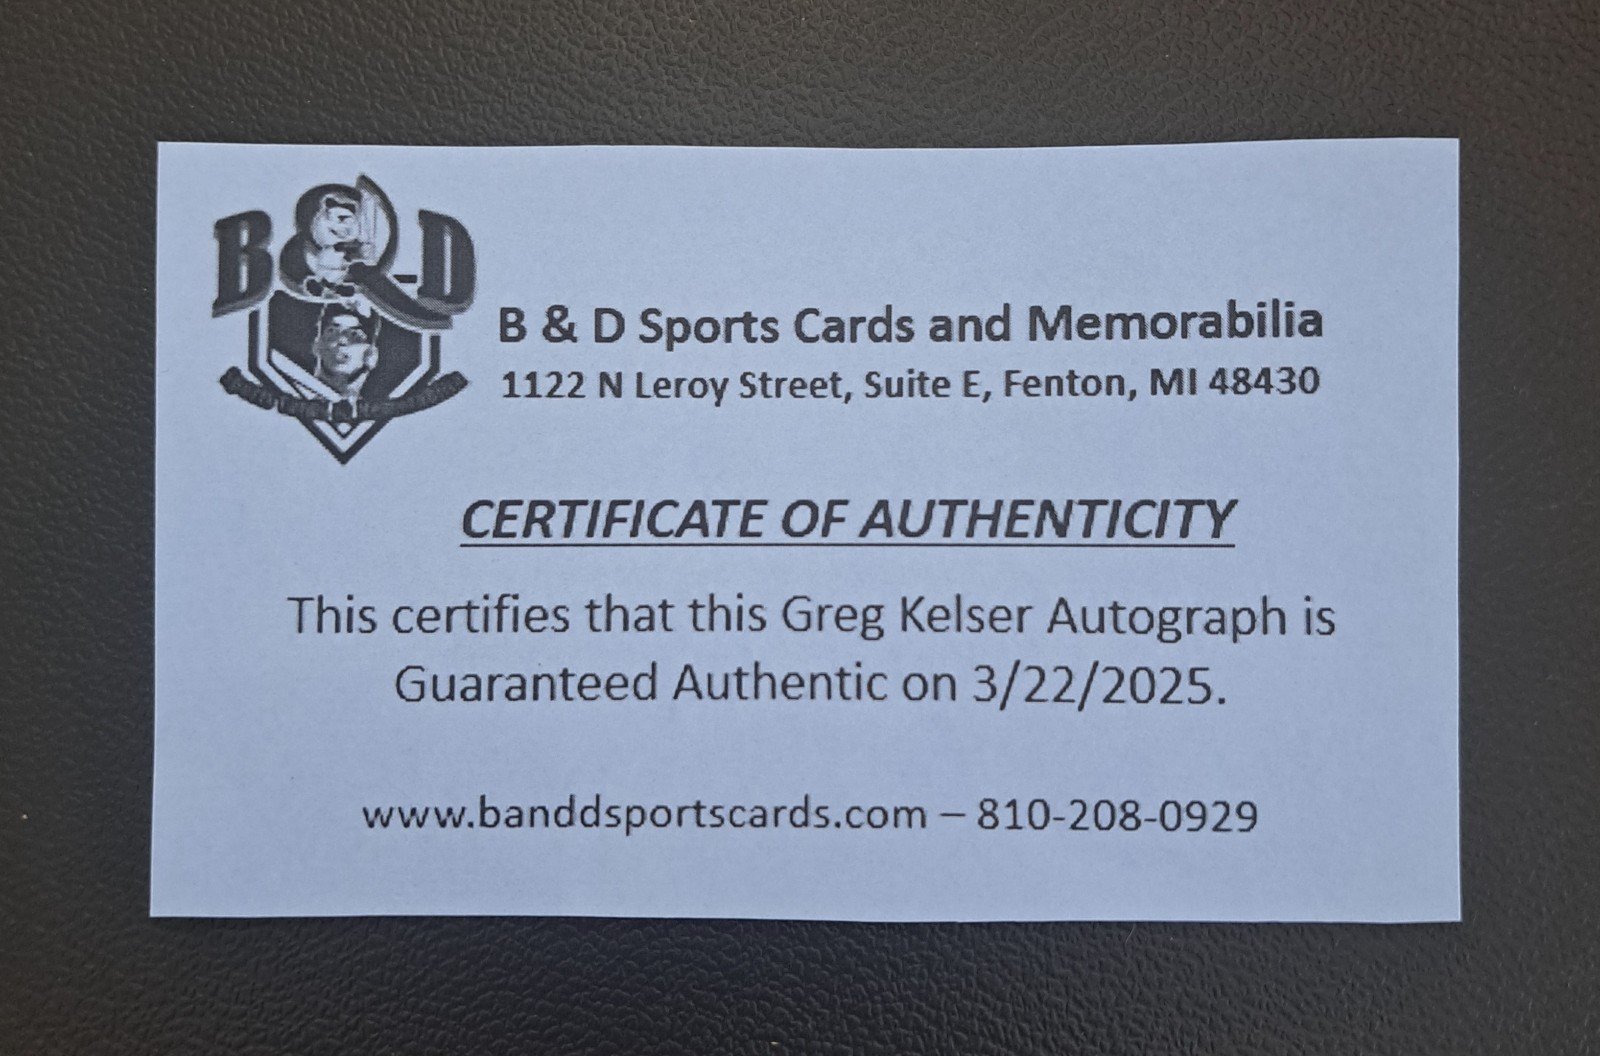 B & D
B & D Sports Cards and Memorabilia
1122 N Leroy Street, Suite E, Fenton, MI 48430
CERTIFICATE OF AUTHENTICITY
This certifies that this Greg Kelser Autograph is
Guaranteed Authentic on 3/22/2025.
www.banddsportscards.com – 810-208-0929